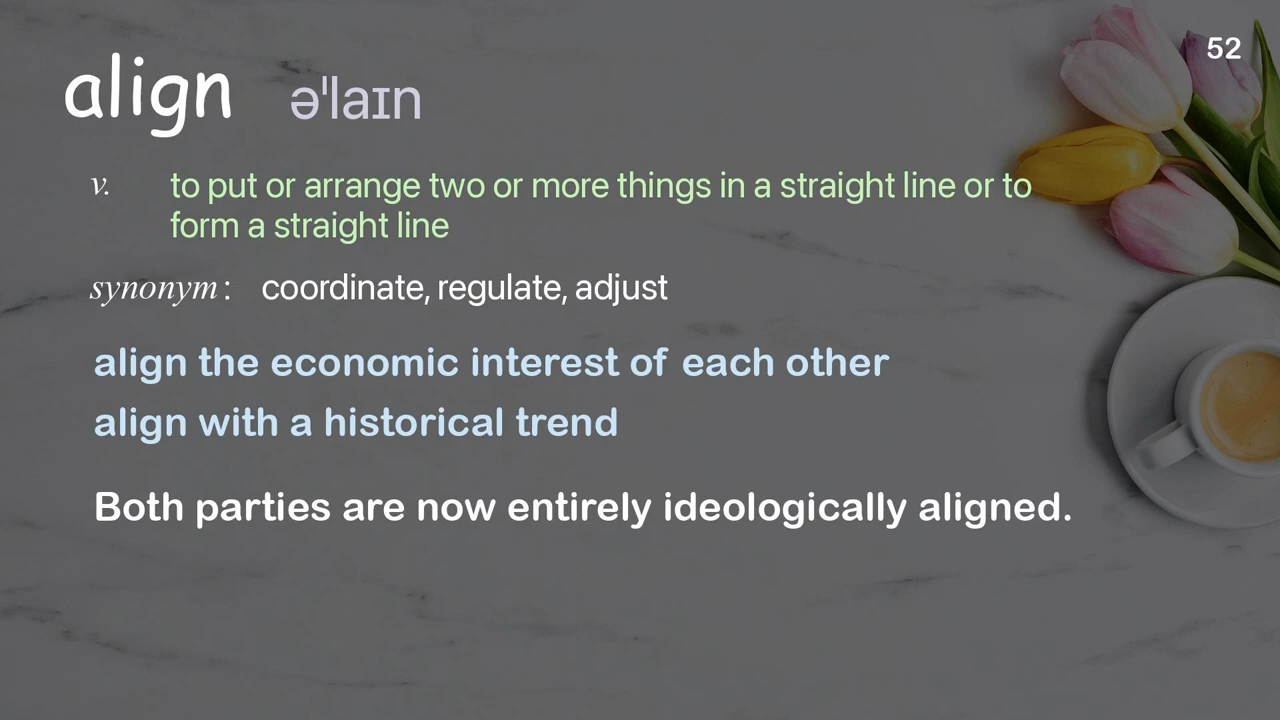 52
align əˈlaɪn
v. to put or arrange two or more things in a straight line or to
form a straight line
synonym: coordinate, regulate, adjust
align the economic interest of each other
align with a historical trend
Both parties are now entirely ideologically aligned.